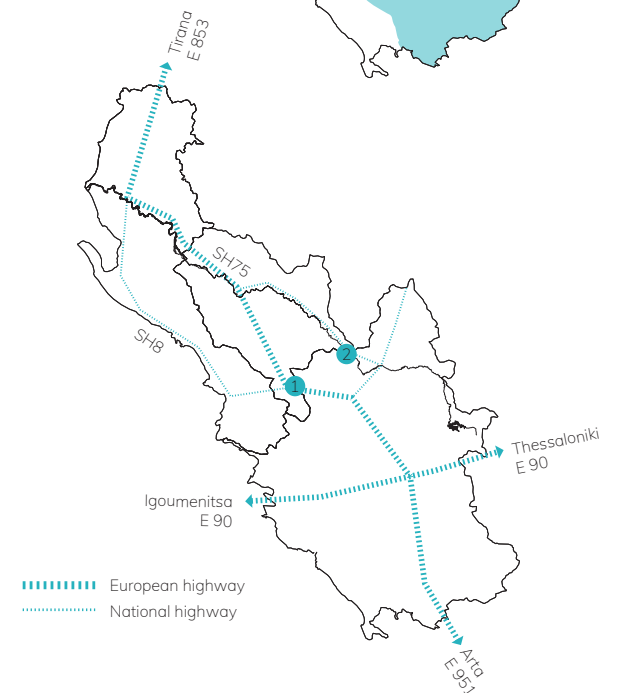 Tirana
E 853
SH75
SH8
2
1
Thessaloniki
E 90
Igoumenitsa
E 90
European highway
National highway
Arta
E 951